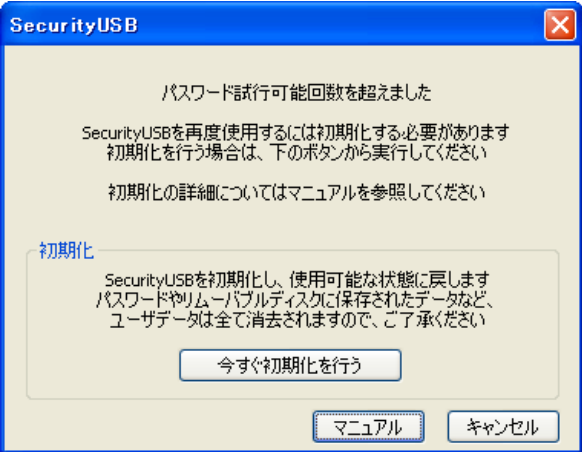 SecurityUSB
パスワード試行可能回数を超えました
SecurityUSBを再度使用するには初期化する必要があります
初期化を行う場合は、下のボタンから実行してください
初期化の詳細についてはマニュアルを参照してください
初期化
SecurityUSBを初期化し、使用可能な状態に戻します
パスワードやリムーバブルディスクに保存されたデータなど、
ユーザデータは全て消去されますので、ご了承ください
今すぐ初期化を行う
マニュアル
キャンセル